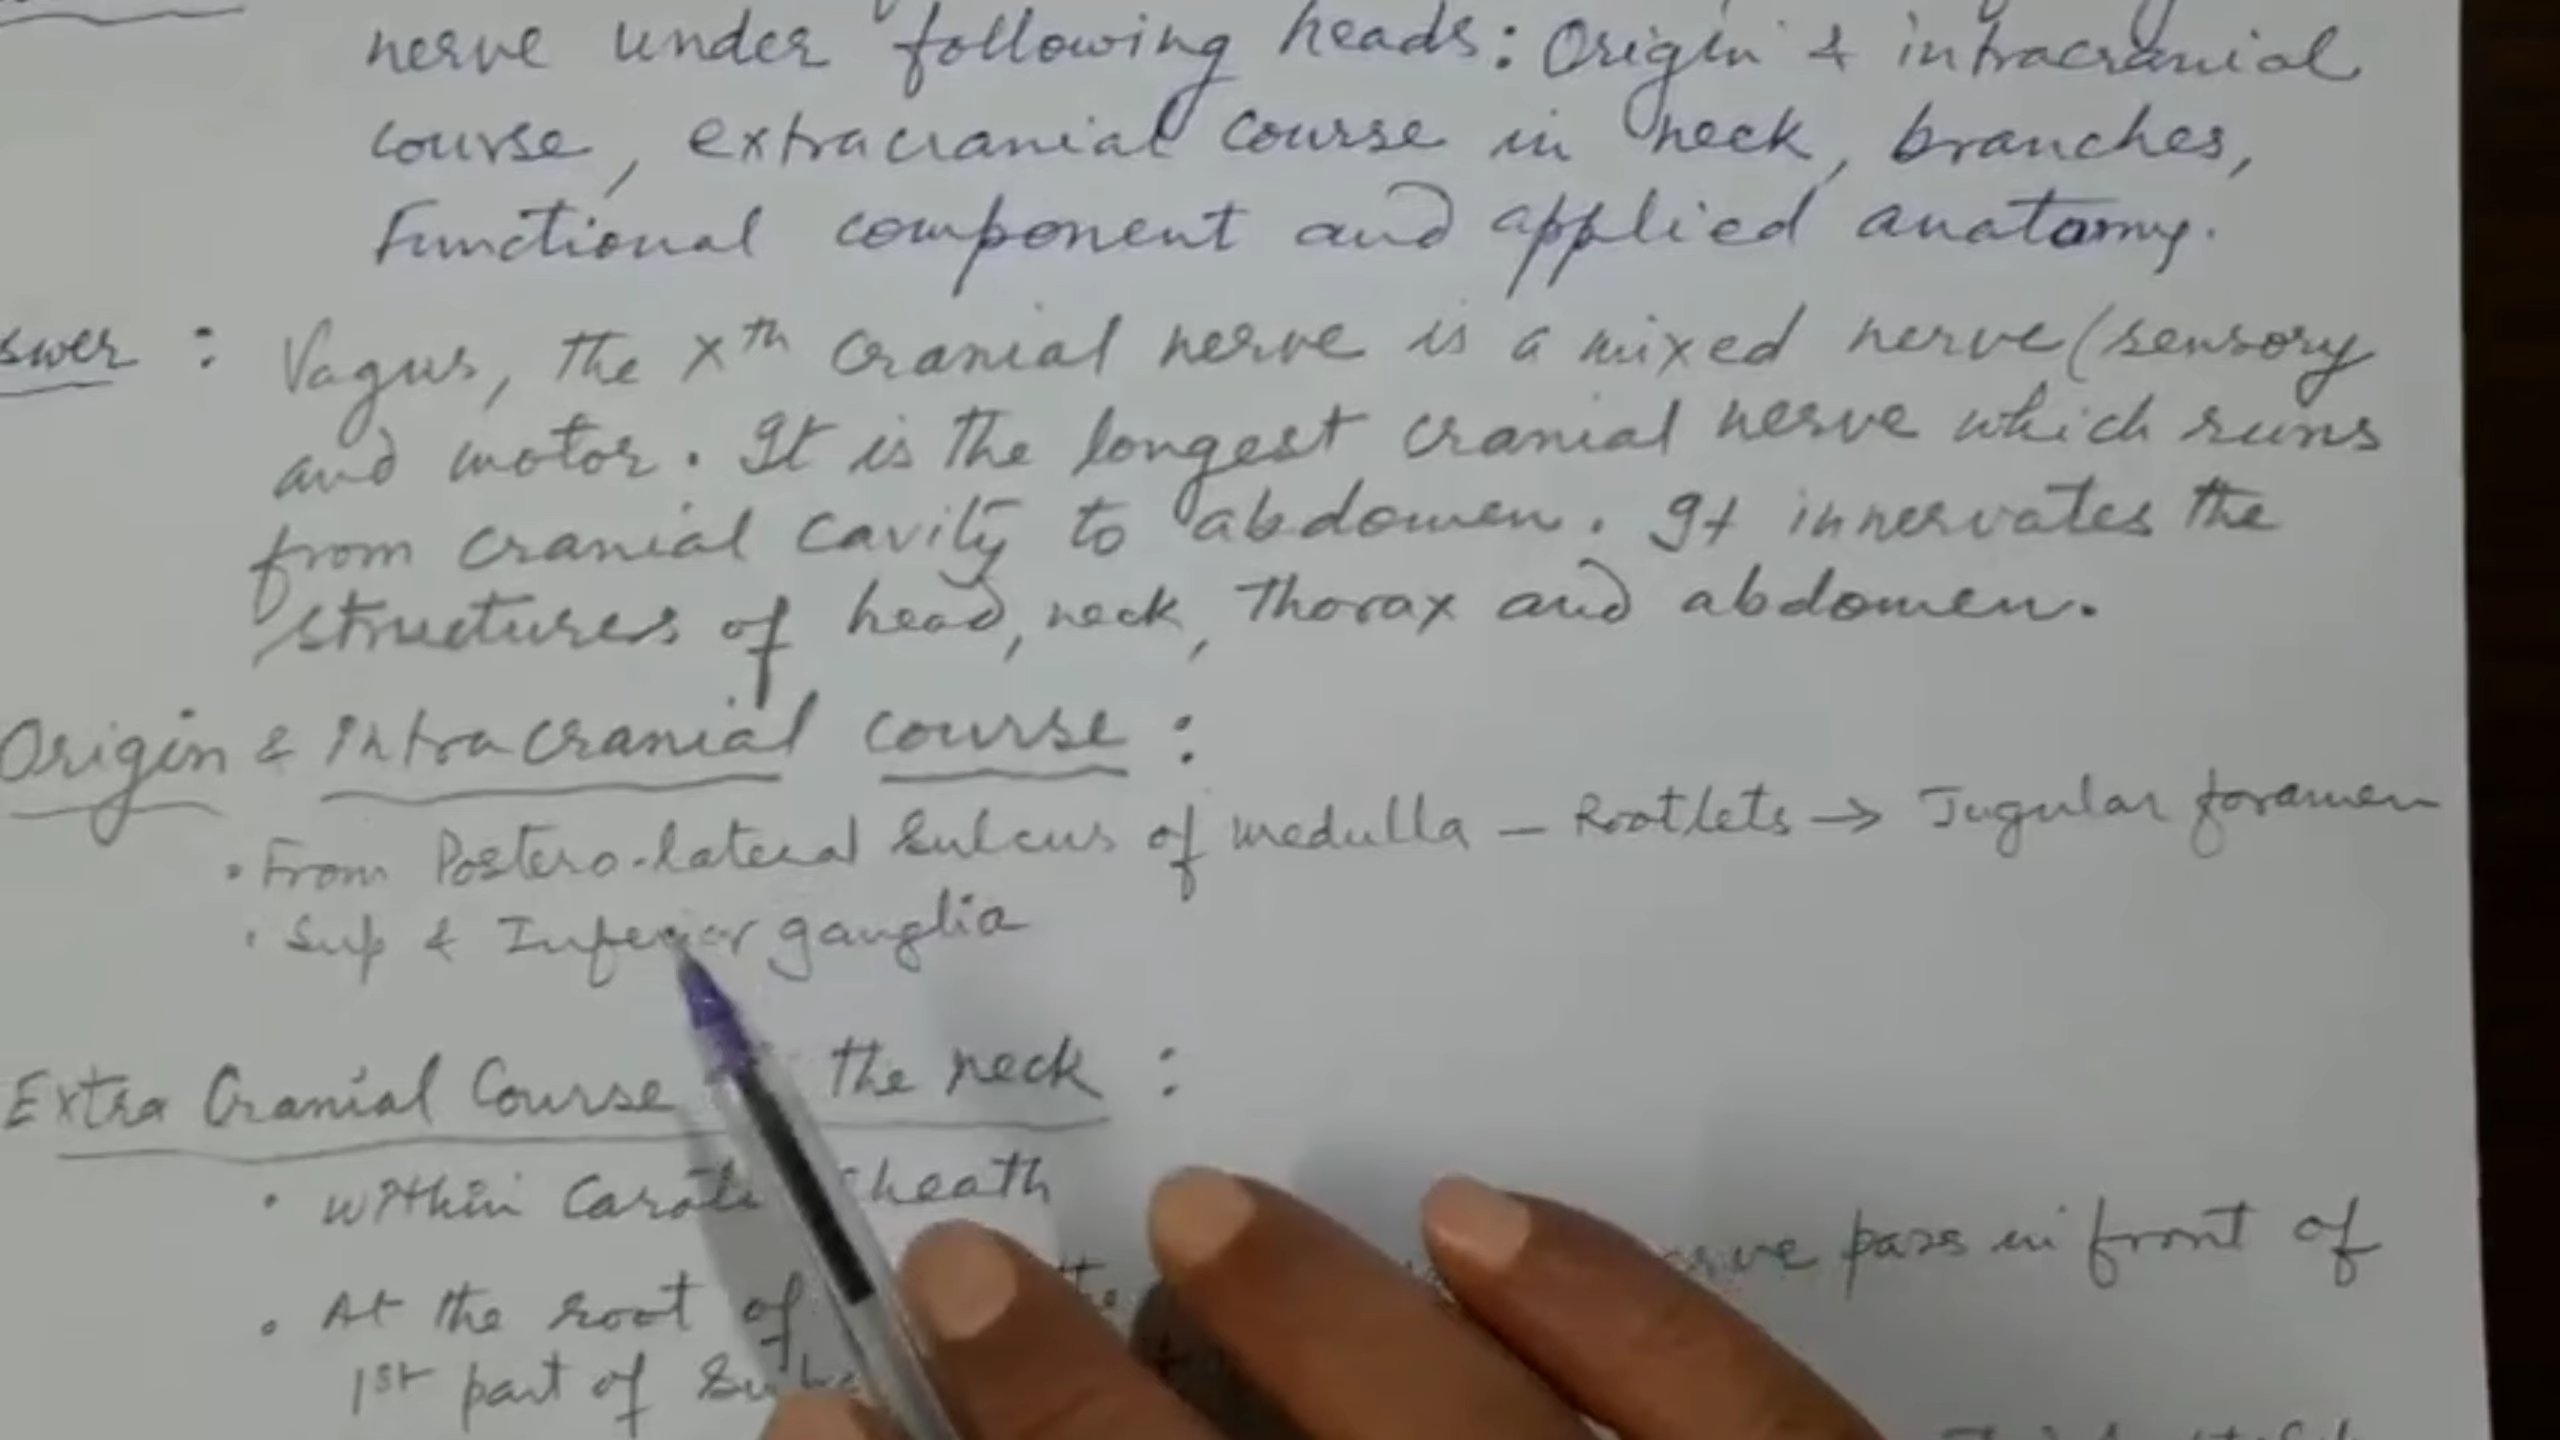 nerve under following heads: Origin & intracranial
course, extracranial course in neck, branches,
Functional component and applied anatomy.
swer : Vagus, the Xth cranial nerve is a mixed nerve (sensory
and motor. It is the longest cranial nerve which runs
from cranial cavity to abdomen. It innervates the
structures of head, neck, Thorax and abdomen.
Origin & Intracranial course :
• From Postero-lateral Sulcus of medulla — Rootlets → Jugular foramen
• Sup & Inferior ganglia
Extra Cranial Course the neck :
• Within Caroti heath
• At the root of pass in front of
1st part of